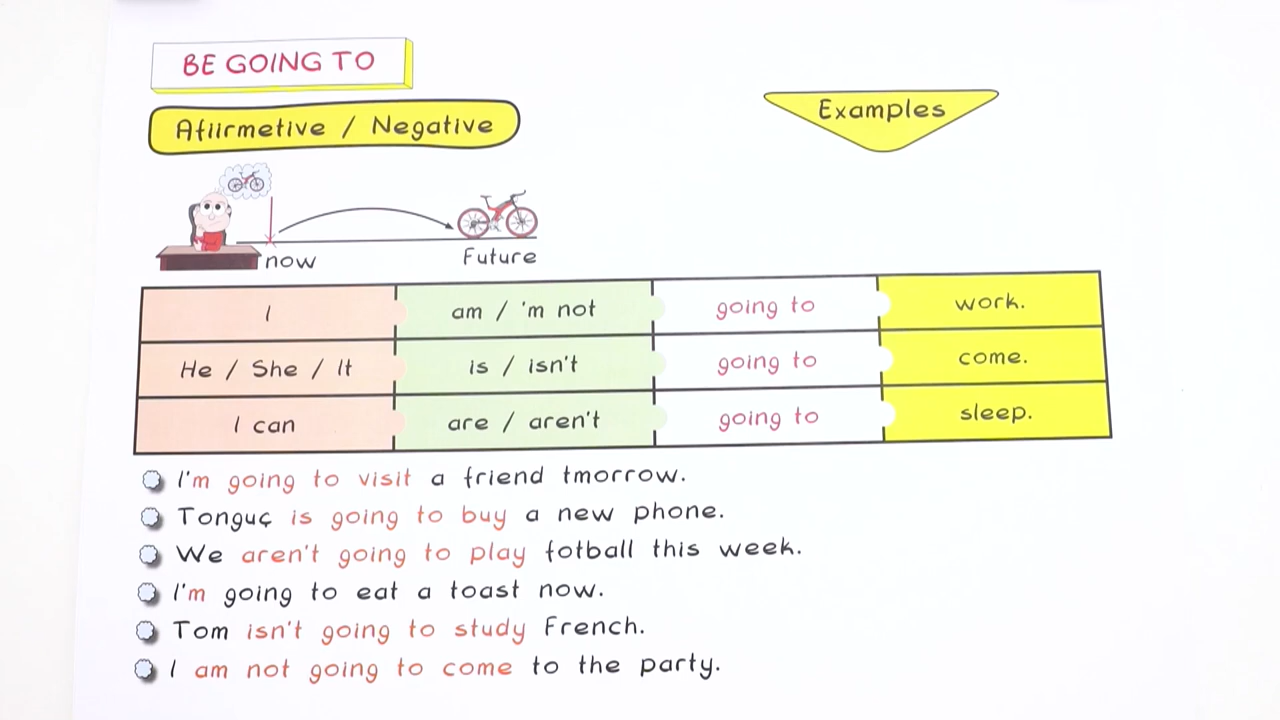 BE GOING TO
Afiirmetive / Negative
Examples
now
Future
I am / 'm not going to work.
He / She / It is / isn't going to come.
I can are / aren't going to sleep.
I'm going to visit a friend tmorrow.
Tonguç is going to buy a new phone.
We aren't going to play fotball this week.
I'm going to eat a toast now.
Tom isn't going to study French.
I am not going to come to the party.